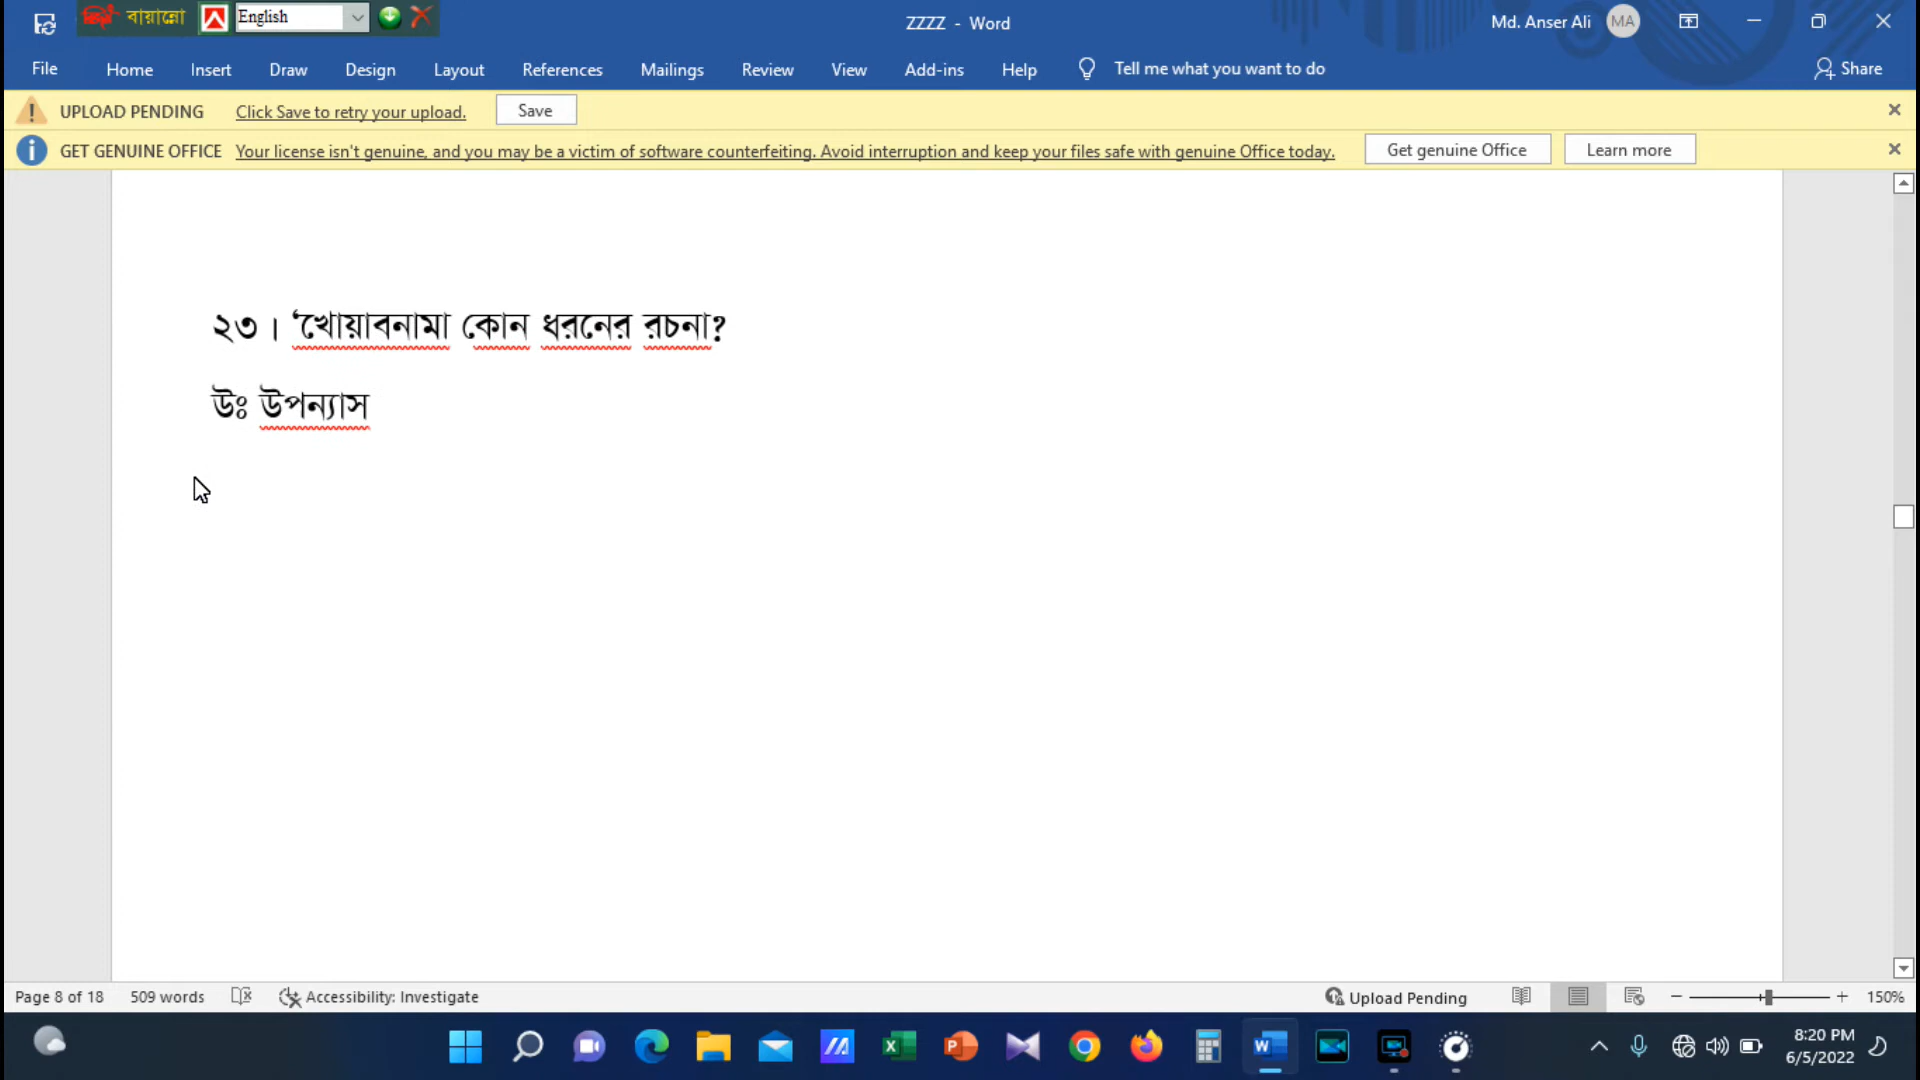 বায়ান্নো English ZZZZ - Word Md. Anser Ali MA
File Home Insert Draw Design Layout References Mailings Review View Add-ins Help Tell me what you want to do Share
UPLOAD PENDING Click Save to retry your upload. Save
GET GENUINE OFFICE Your license isn't genuine, and you may be a victim of software counterfeiting. Avoid interruption and keep your files safe with genuine Office today. Get genuine Office Learn more
২৩। ‘খোয়াবনামা কোন ধরনের রচনা?
উঃ উপন্যাস
Page 8 of 18 509 words Accessibility: Investigate Upload Pending 150%
8:20 PM
6/5/2022